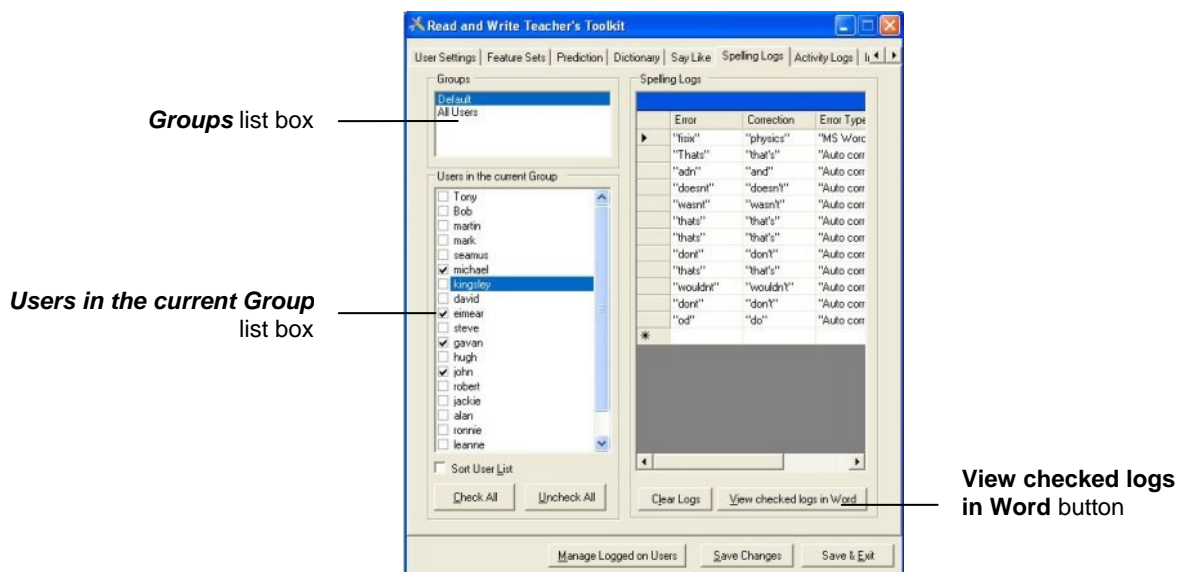 Read and Write Teacher's Toolkit
User Settings Feature Sets Prediction Dictionary Say Like Spelling Logs Activity Logs
Groups
Default
All Users
Groups list box
Users in the current Group
Tony
Bob
martin
mark
seamus
michael
kingsley
david
eimear
steve
gavan
hugh
john
robert
jackie
alan
ronnie
leanne
Users in the current Group
list box
Sort User List
Check All Uncheck All
Spelling Logs
Error Correction Error Type
"fisix" "physics" "MS Word
"Thats" "that's" "Auto corr
"adn" "and" "Auto corr
"doesnt" "doesn't" "Auto corr
"wasnt" "wasn't" "Auto corr
"thats" "that's" "Auto corr
"thats" "that's" "Auto corr
"dont" "don't" "Auto corr
"thats" "that's" "Auto corr
"wouldnt" "wouldn't" "Auto corr
"dont" "don't" "Auto corr
"od" "do" "Auto corr
Clear Logs View checked logs in Word
View checked logs
in Word button
Manage Logged on Users Save Changes Save & Exit